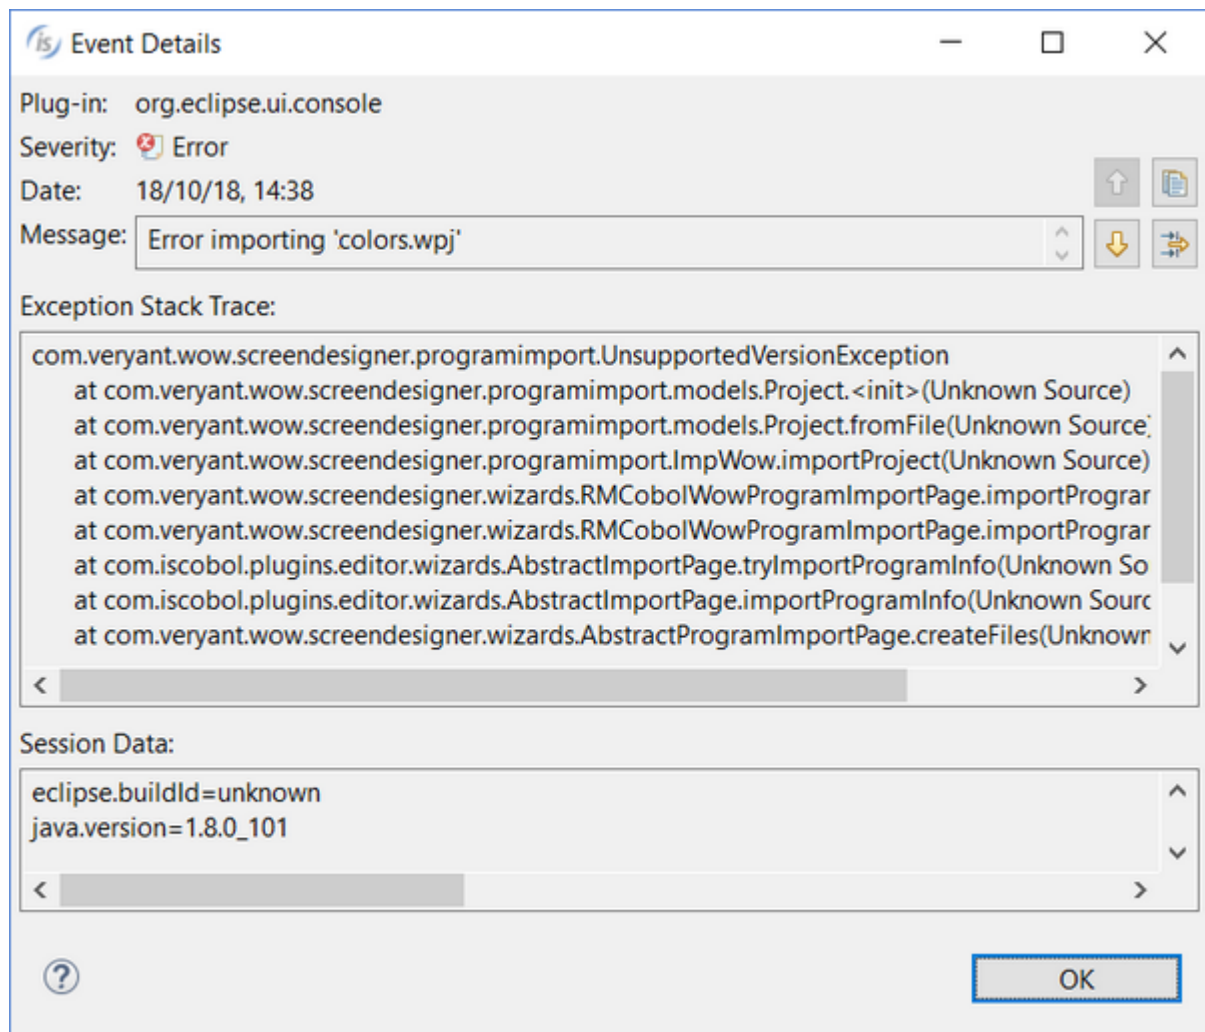 is Event Details
Plug-in: org.eclipse.ui.console
Severity: Error
Date: 18/10/18, 14:38
Message: Error importing 'colors.wpj'
Exception Stack Trace:
com.veryant.wow.screendesigner.programimport.UnsupportedVersionException
at com.veryant.wow.screendesigner.programimport.models.Project.<init>(Unknown Source)
at com.veryant.wow.screendesigner.programimport.models.Project.fromFile(Unknown Source)
at com.veryant.wow.screendesigner.programimport.ImpWow.importProject(Unknown Source)
at com.veryant.wow.screendesigner.wizards.RMCobolWowProgramImportPage.importPrograr
at com.veryant.wow.screendesigner.wizards.RMCobolWowProgramImportPage.importPrograr
at com.iscobol.plugins.editor.wizards.AbstractImportPage.tryImportProgramInfo(Unknown So
at com.iscobol.plugins.editor.wizards.AbstractImportPage.importProgramInfo(Unknown Sourc
at com.veryant.wow.screendesigner.wizards.AbstractProgramImportPage.createFiles(Unknown
Session Data:
eclipse.buildId=unknown
java.version=1.8.0_101
?
OK